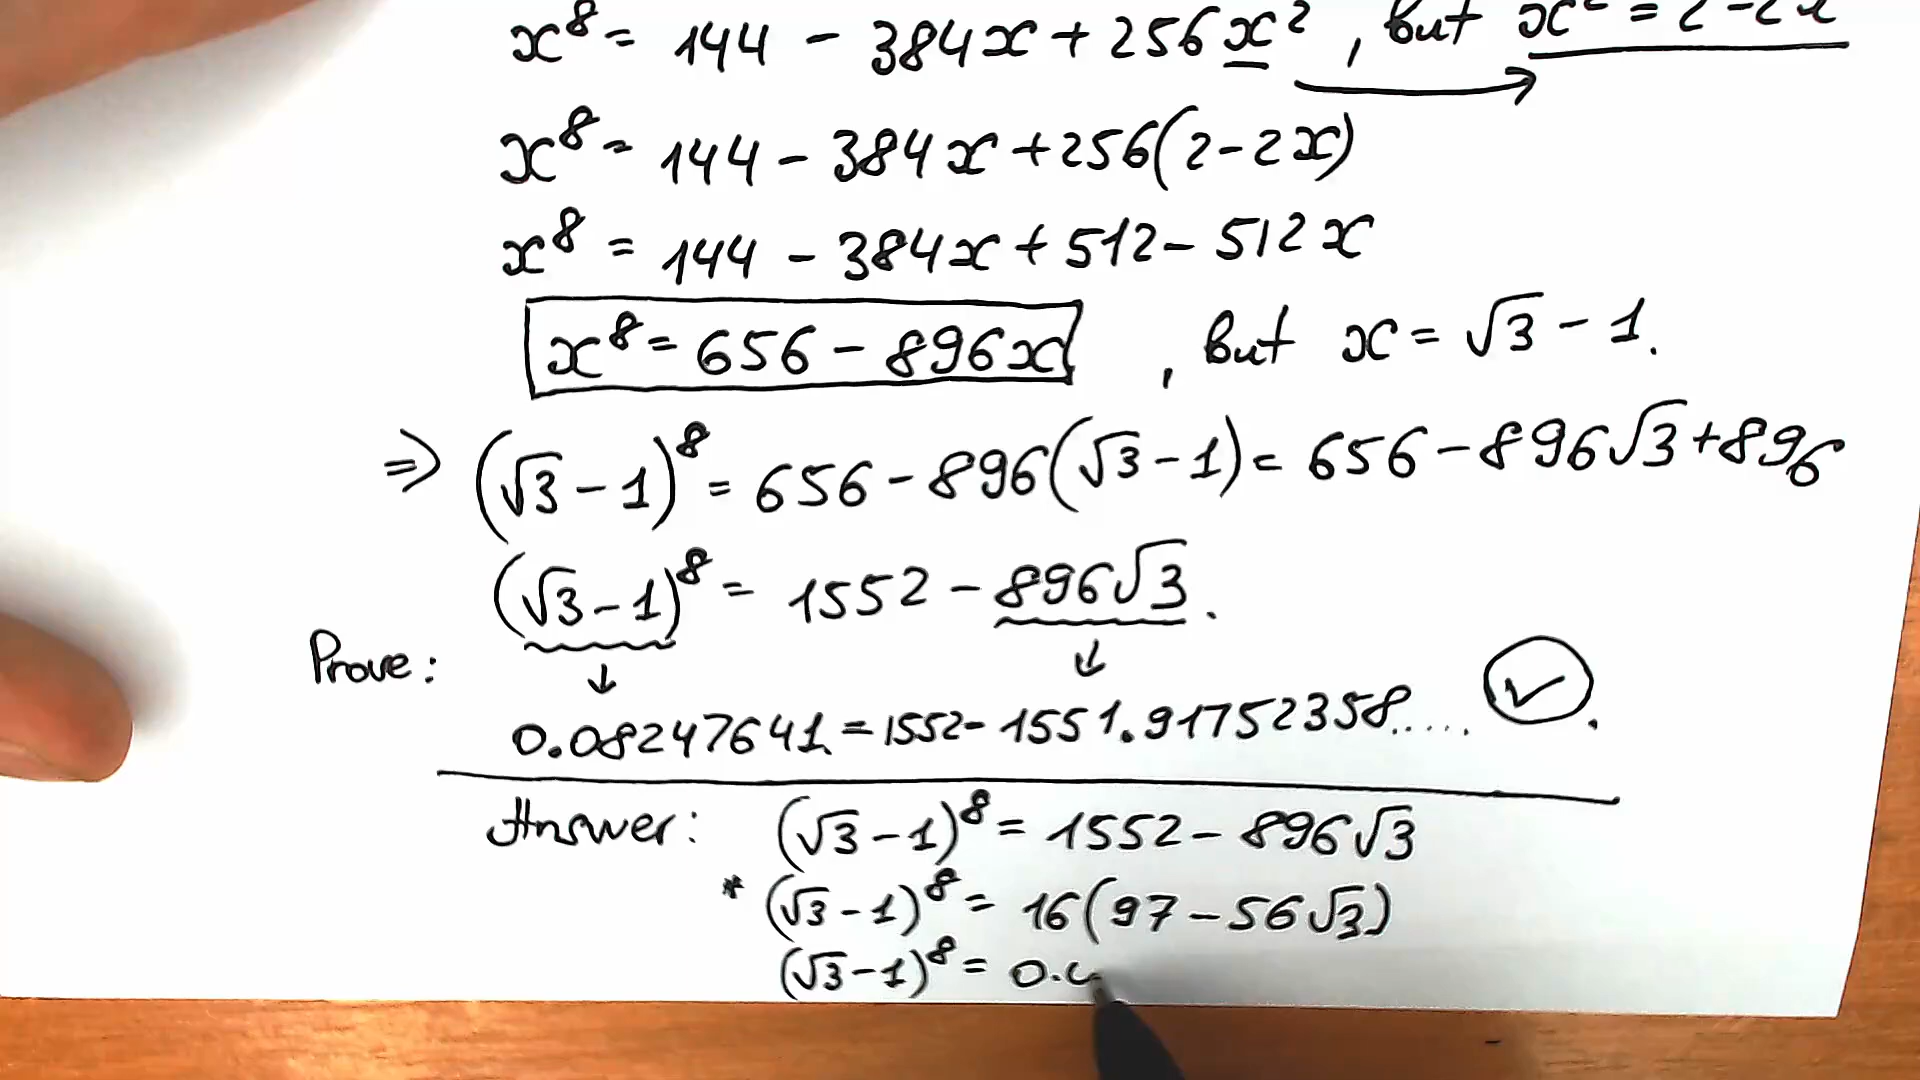 x⁸ = 144 - 384x + 256x² , but x² = 2 - 2x
x⁸ = 144 - 384x + 256(2 - 2x)
x⁸ = 144 - 384x + 512 - 512x
x⁸ = 656 - 896x , but x = √3 - 1.
⇒ (√3 - 1)⁸ = 656 - 896(√3 - 1) = 656 - 896√3 + 896
(√3 - 1)⁸ = 1552 - 896√3.
Prove: ↓ ↓
0.08247641.. = 1552 - 1551.91752358..... ✓.
Answer: (√3 - 1)⁸ = 1552 - 896√3
* (√3 - 1)⁸ = 16(97 - 56√3)
(√3 - 1)⁸ = 0.